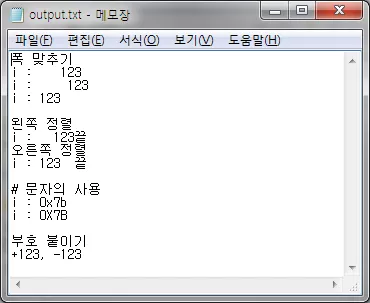 output.txt - 메모장
파일(F) 편집(E) 서식(O) 보기(V) 도움말(H)
폭 맞추기
i :    123
i :     123
i : 123

왼쪽 정렬
i :   123끝
오른쪽 정렬
i : 123  끝

# 문자의 사용
i : 0x7b
i : 0X7B

부호 붙이기
+123, -123